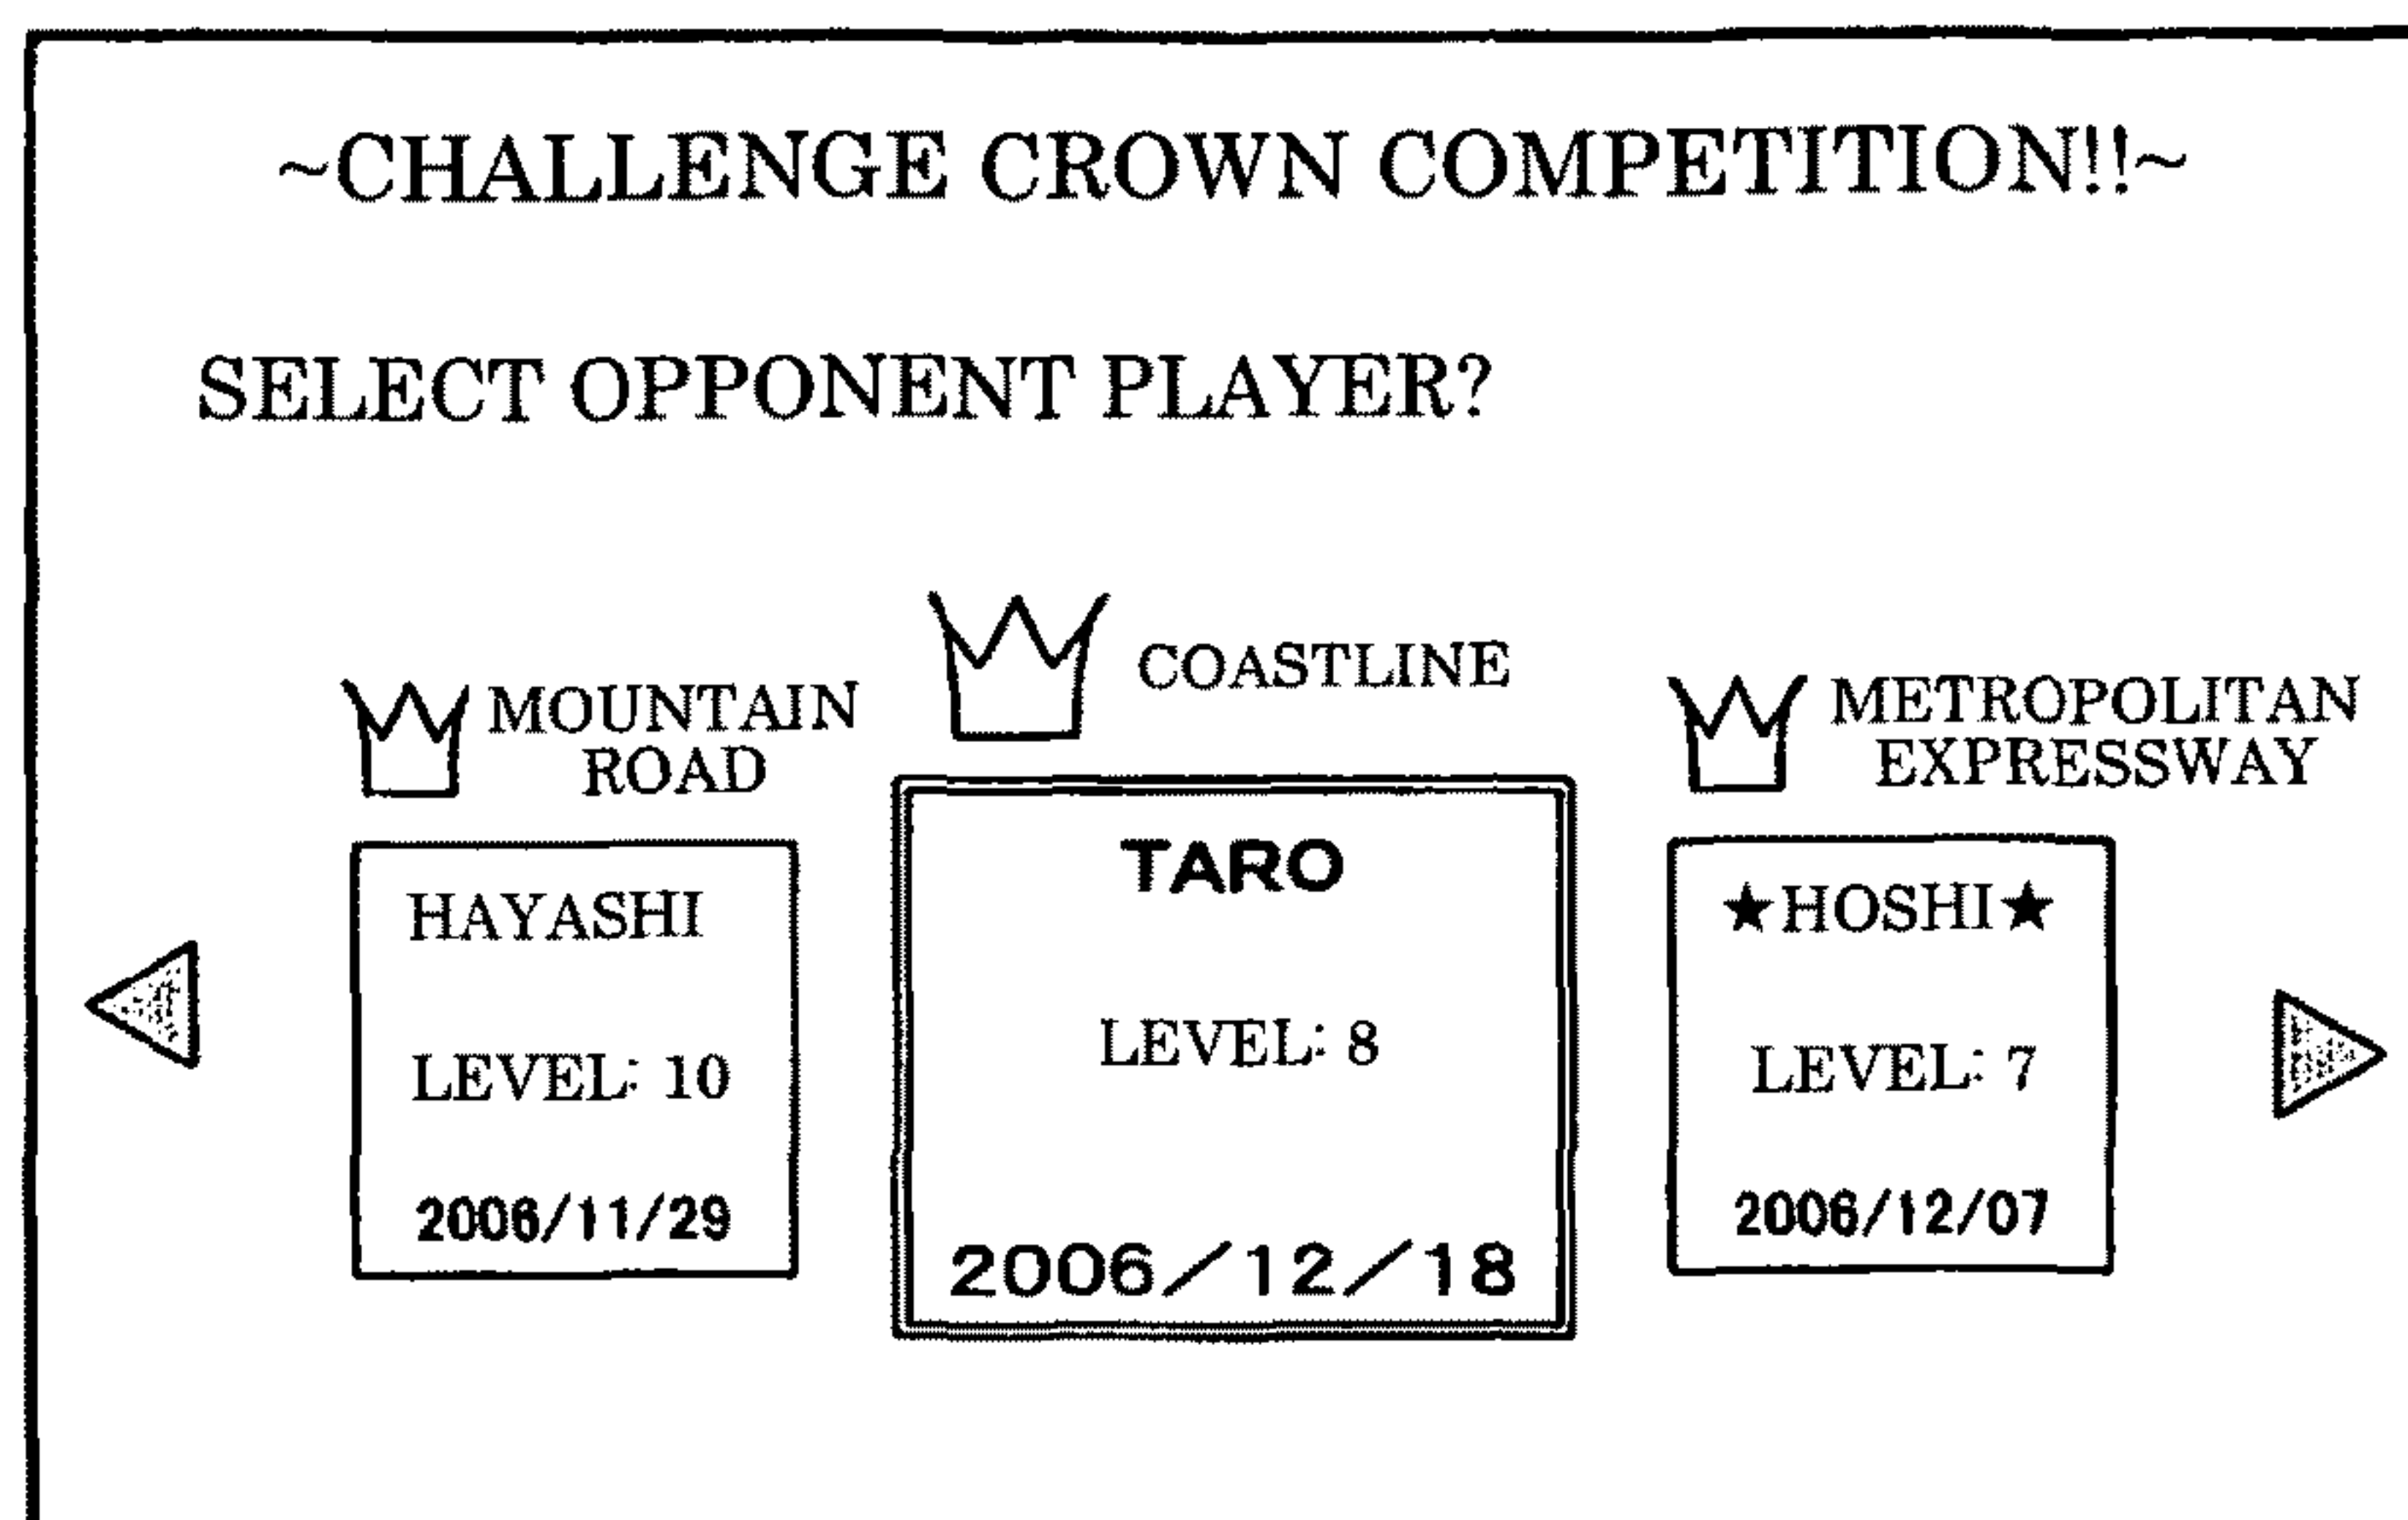 ~CHALLENGE CROWN COMPETITION!!~
SELECT OPPONENT PLAYER?
MOUNTAIN
ROAD
HAYASHI
LEVEL: 10
2006/11/29
COASTLINE
TARO
LEVEL: 8
2006/12/18
METROPOLITAN
EXPRESSWAY
★HOSHI★
LEVEL: 7
2006/12/07